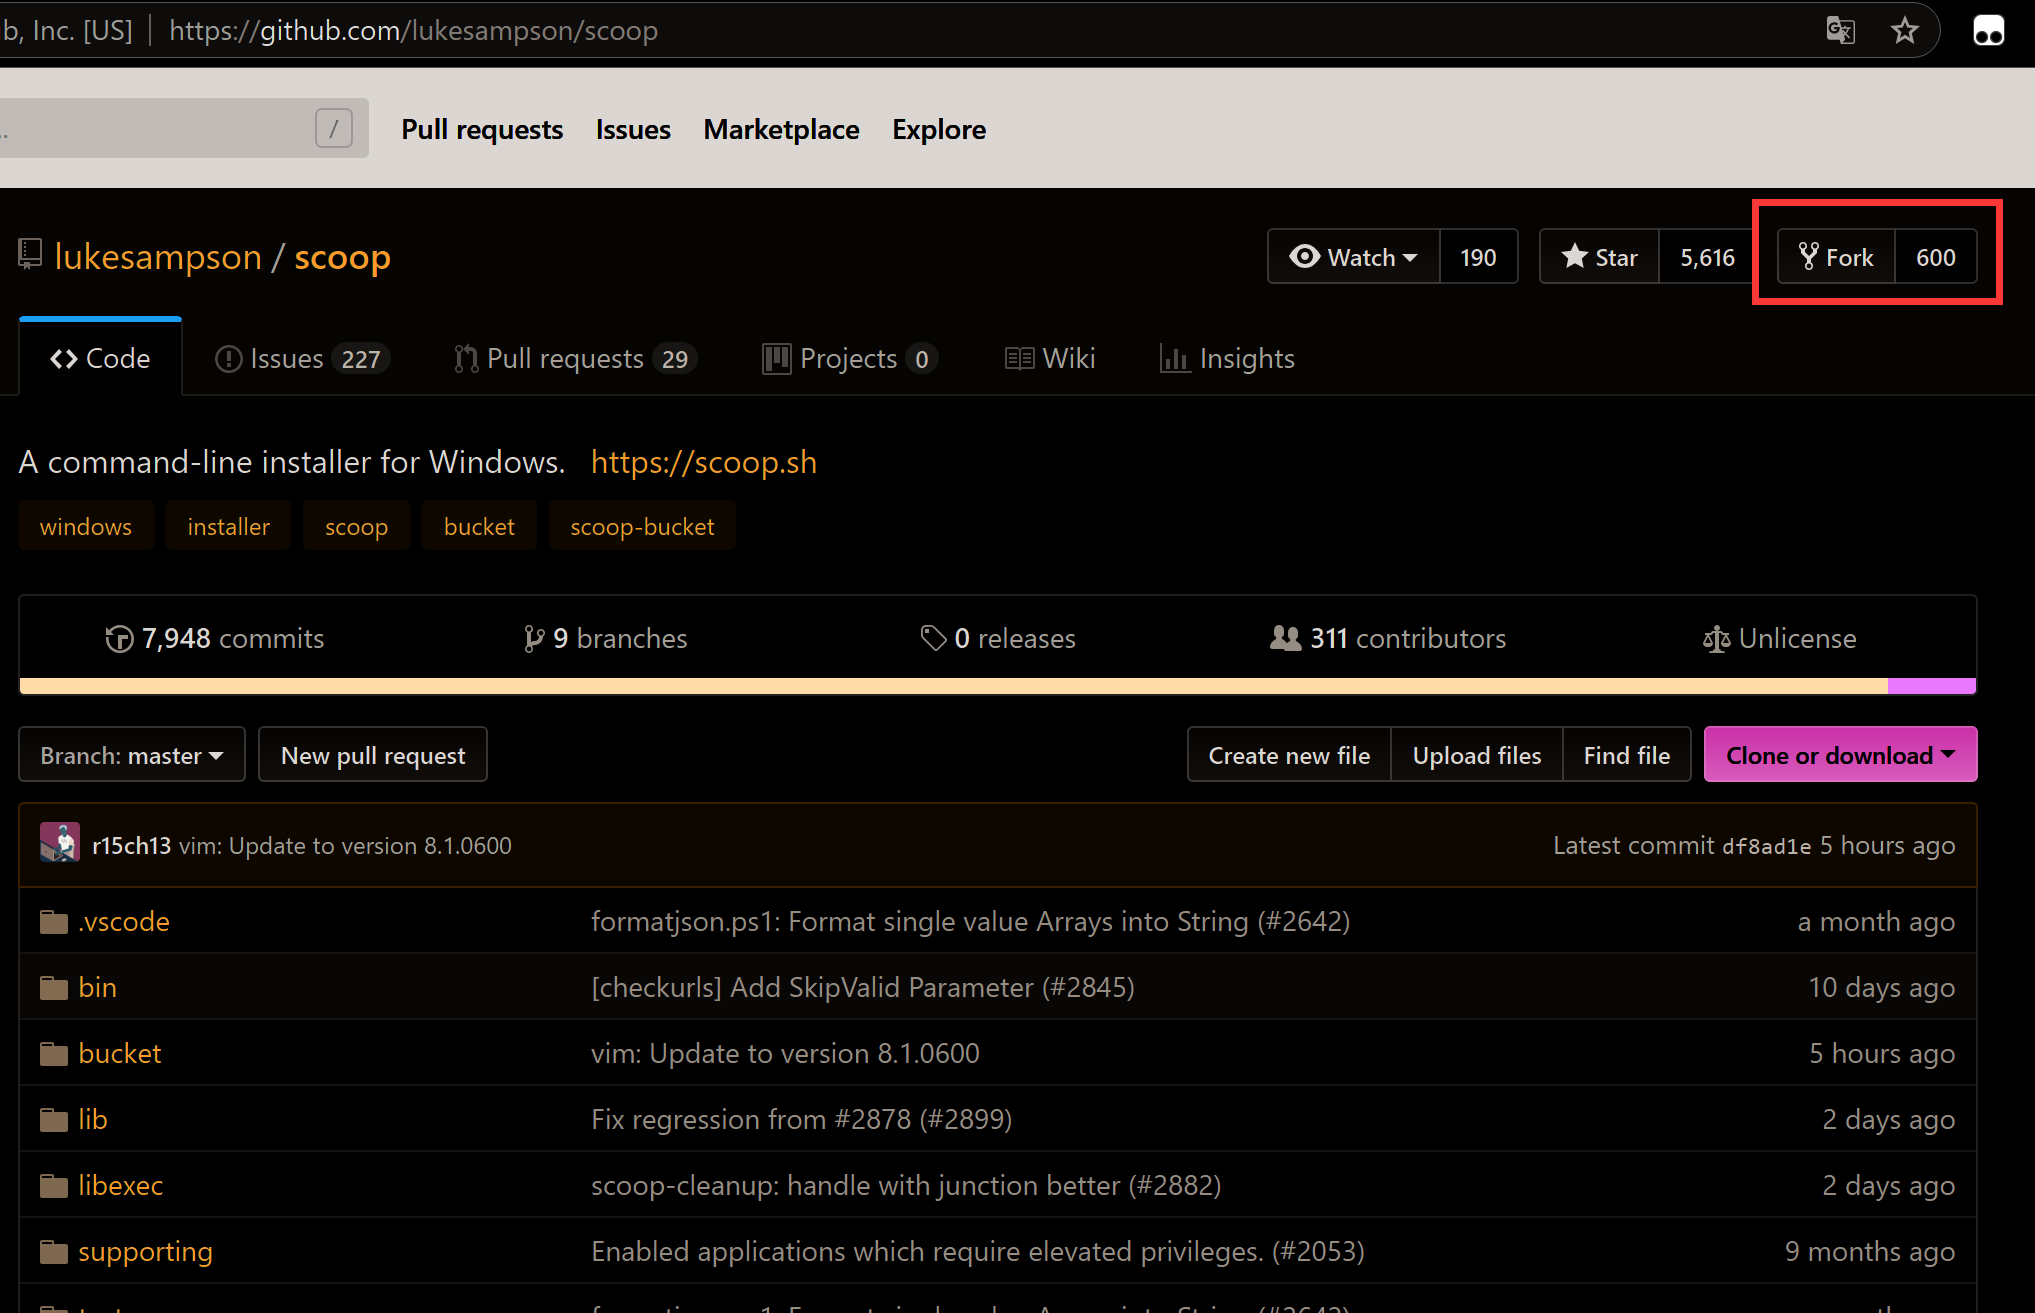 b, Inc. [US] | https://github.com/lukesampson/scoop
.. / Pull requests Issues Marketplace Explore
lukesampson / scoop Watch 190 Star 5,616 Fork 600
Code Issues 227 Pull requests 29 Projects 0 Wiki Insights
A command-line installer for Windows. https://scoop.sh
windows installer scoop bucket scoop-bucket
7,948 commits 9 branches 0 releases 311 contributors Unlicense
Branch: master New pull request Create new file Upload files Find file Clone or download
r15ch13 vim: Update to version 8.1.0600 Latest commit df8ad1e 5 hours ago
.vscode formatjson.ps1: Format single value Arrays into String (#2642) a month ago
bin [checkurls] Add SkipValid Parameter (#2845) 10 days ago
bucket vim: Update to version 8.1.0600 5 hours ago
lib Fix regression from #2878 (#2899) 2 days ago
libexec scoop-cleanup: handle with junction better (#2882) 2 days ago
supporting Enabled applications which require elevated privileges. (#2053) 9 months ago